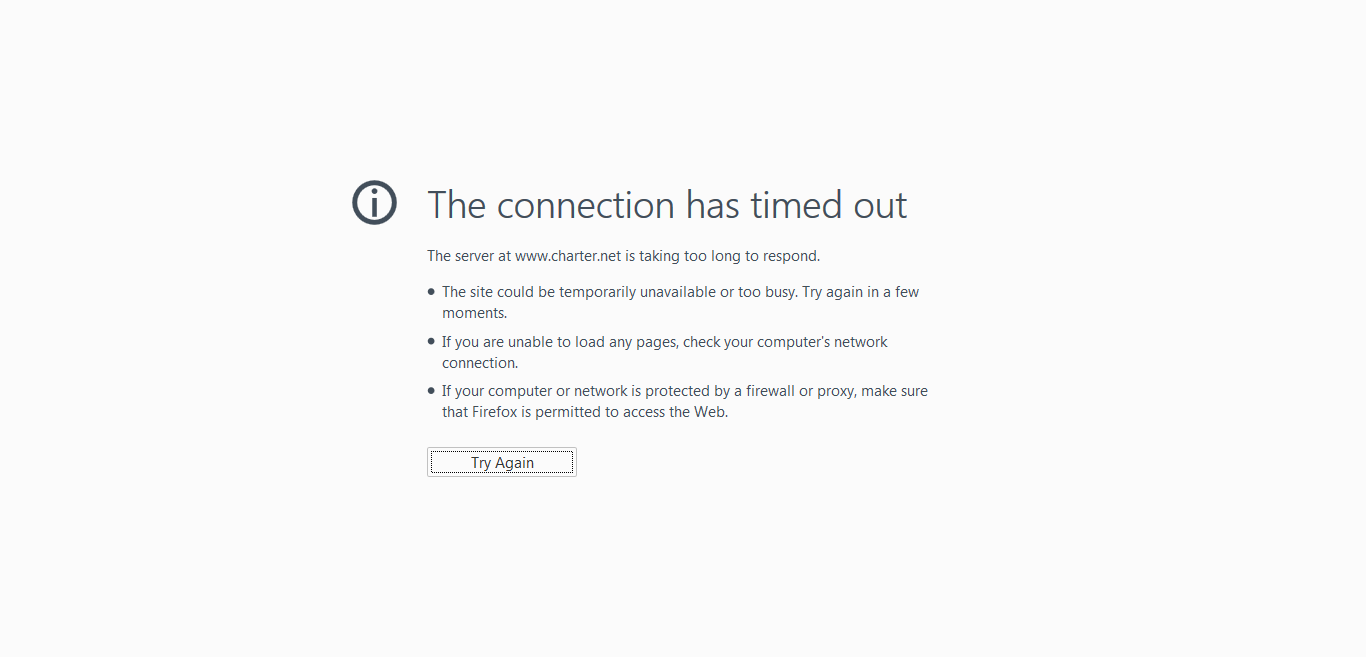 The connection has timed out
The server at www.charter.net is taking too long to respond.
The site could be temporarily unavailable or too busy. Try again in a few
moments.
If you are unable to load any pages, check your computer's network
connection.
If your computer or network is protected by a firewall or proxy, make sure
that Firefox is permitted to access the Web.
Try Again